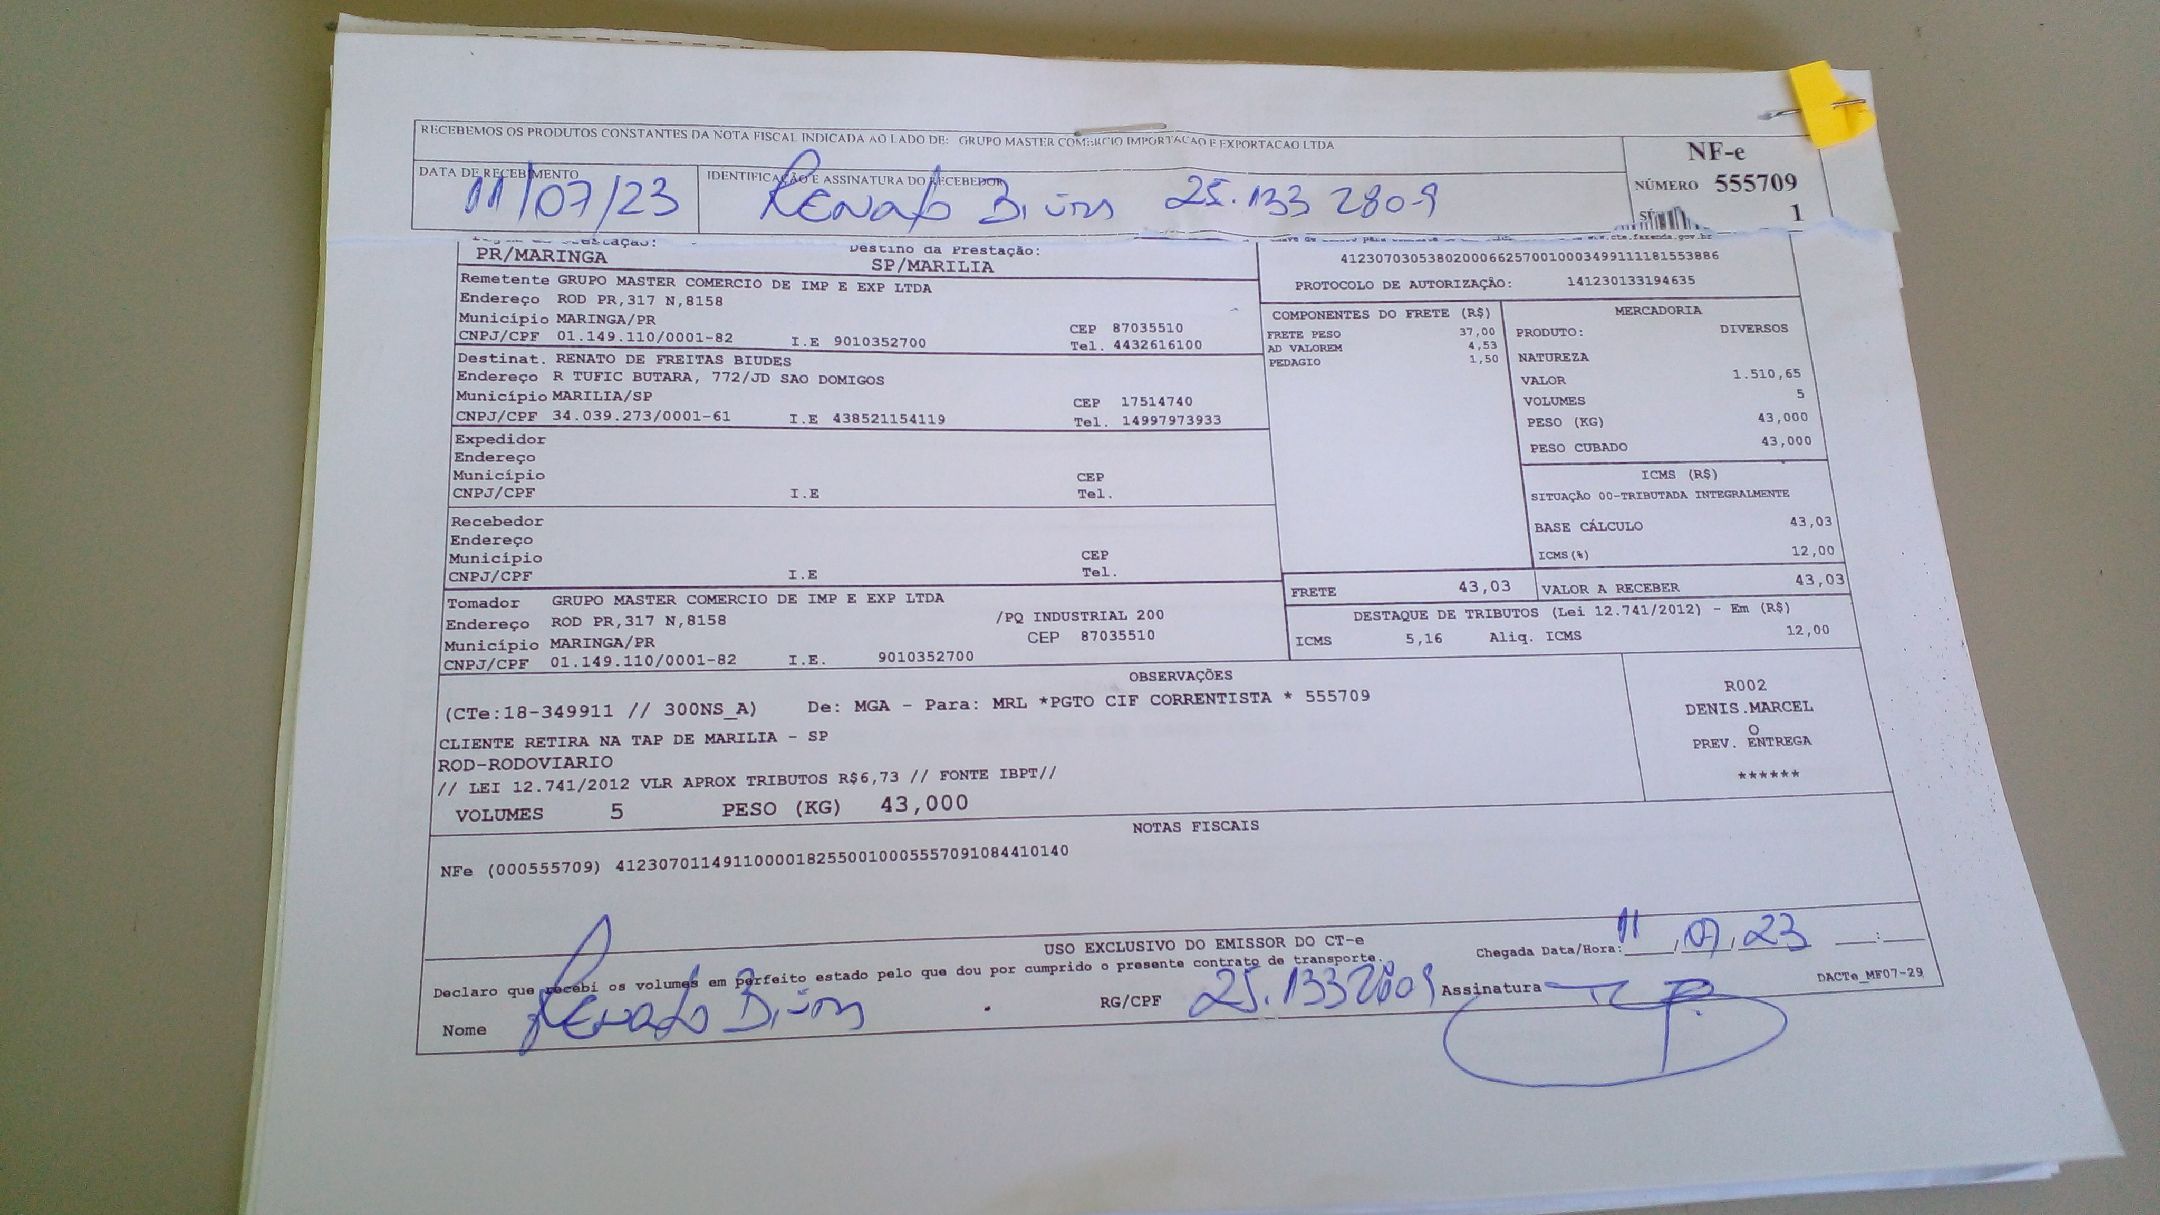 RECEBEMOS OS PRODUTOS CONSTANTES DA NOTA FISCAL INDICADA AO LADO DE: GRUPO MASTER COMERCIO IMPORTACAO E EXPORTACAO LTDA
NF-e
NÚMERO 555709
1
DATA DE RECEBIMENTO
11/07/23
IDENTIFICAÇÃO E ASSINATURA DO RECEBEDOR
Renato 25.133 280-9
PR/MARINGA
Destino da Prestação:
SP/MARILIA
www.cte.fazenda.gov.br
PROTOCOLO DE AUTORIZAÇÃO: 141230133194635
Remetente GRUPO MASTER COMERCIO DE IMP E EXP LTDA
Endereço ROD PR,317 N,8158
Município MARINGA/PR CEP 87035510
CNPJ/CPF 01.149.110/0001-82 I.E 9010352700 Tel. 4432616100
Destinat. RENATO DE FREITAS BIUDES
Endereço R TUFIC BUTARA, 772/JD SAO DOMIGOS
Município MARILIA/SP CEP 17514740
CNPJ/CPF 34.039.273/0001-61 I.E 438521154119 Tel. 14997973933
Expedidor
Endereço
Município CEP
CNPJ/CPF I.E Tel.
Recebedor
Endereço
Município CEP
CNPJ/CPF I.E Tel.
Tomador GRUPO MASTER COMERCIO DE IMP E EXP LTDA
Endereço ROD PR,317 N,8158 /PQ INDUSTRIAL 200
Município MARINGA/PR CEP 87035510
CNPJ/CPF 01.149.110/0001-82 I.E. 9010352700
COMPONENTES DO FRETE (R$)
FRETE PESO 37,00
AD VALOREM 4,53
PEDAGIO 1,50
MERCADORIA
PRODUTO: DIVERSOS
NATUREZA
VALOR 1.510,65
VOLUMES 5
PESO (KG) 43,000
PESO CUBADO 43,000
ICMS (R$)
SITUAÇÃO 00-TRIBUTADA INTEGRALMENTE
BASE CÁLCULO 43,03
ICMS(%) 12,00
FRETE 43,03 VALOR A RECEBER 43,03
DESTAQUE DE TRIBUTOS (Lei 12.741/2012) - Em (R$)
ICMS 5,16 Aliq. ICMS 12,00
OBSERVAÇÕES
(CTe:18-349911 // 300NS_A) De: MGA - Para: MRL *PGTO CIF CORRENTISTA * 555709
CLIENTE RETIRA NA TAP DE MARILIA - SP
ROD-RODOVIARIO
// LEI 12.741/2012 VLR APROX TRIBUTOS R$6,73 // FONTE IBPT//
VOLUMES 5 PESO (KG) 43,000
R002
DENIS.MARCEL
O
PREV. ENTREGA
******
NOTAS FISCAIS
NFe (000555709) 41230701149110000182550010005557091084410140
USO EXCLUSIVO DO EMISSOR DO CT-e
Chegada Data/Hora: 11/07/23 __:__
Declaro que recebi os volumes em perfeito estado pelo que dou por cumprido o presente contrato de transporte.
Nome Renato RG/CPF 25.1332809 Assinatura
DACTe_MF07-29